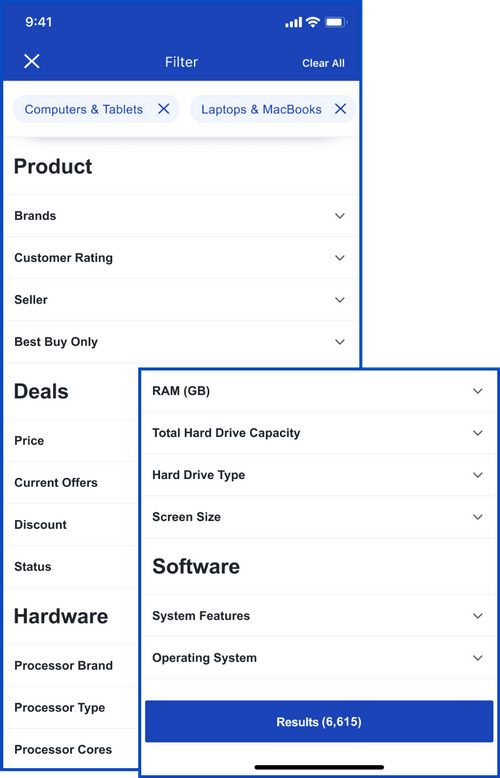 9:41
Filter
Clear All
Computers & Tablets
Laptops & MacBooks
Product
Brands
Customer Rating
Seller
Best Buy Only
Deals
Price
Current Offers
Discount
Status
Hardware
Processor Brand
Processor Type
Processor Cores
RAM (GB)
Total Hard Drive Capacity
Hard Drive Type
Screen Size
Software
System Features
Operating System
Results (6,615)